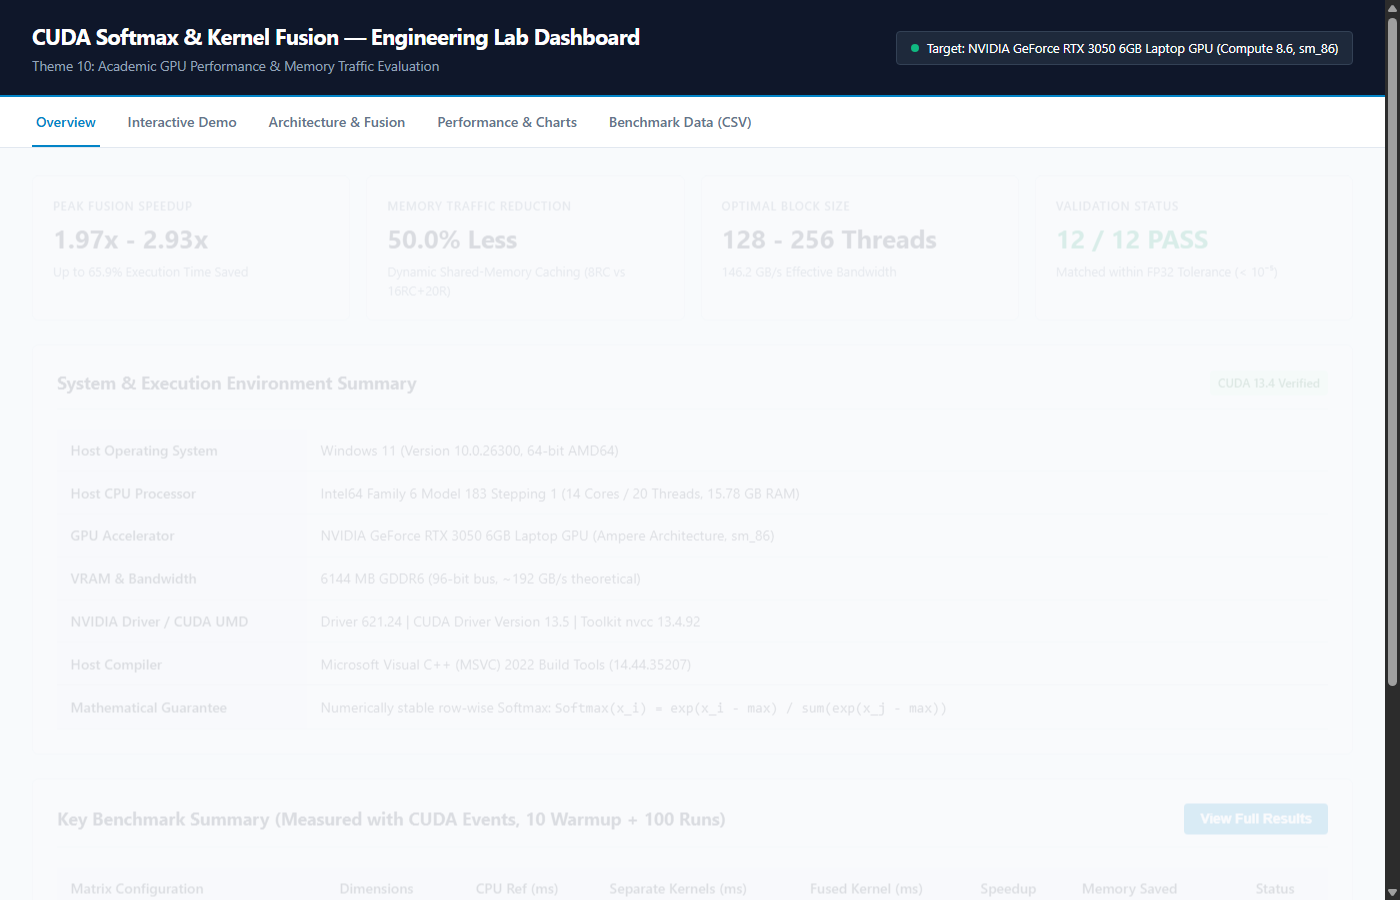 CUDA Softmax & Kernel Fusion — Engineering Lab Dashboard
Theme 10: Academic GPU Performance & Memory Traffic Evaluation
Target: NVIDIA GeForce RTX 3050 6GB Laptop GPU (Compute 8.6, sm_86)
Overview
Interactive Demo
Architecture & Fusion
Performance & Charts
Benchmark Data (CSV)
PEAK FUSION SPEEDUP
1.97x - 2.93x
Up to 65.9% Execution Time Saved
MEMORY TRAFFIC REDUCTION
50.0% Less
Dynamic Shared-Memory Caching (8RC vs
16RC+20R)
OPTIMAL BLOCK SIZE
128 - 256 Threads
146.2 GB/s Effective Bandwidth
VALIDATION STATUS
12 / 12 PASS
Matched within FP32 Tolerance (<
System & Execution Environment Summary
CUDA 13.4 Verified
Host Operating System
Windows 11 (Version 10.0.26300, 64-bit AMD64)
Host CPU Processor
Intel64 Family 6 Model 183 Stepping 1 (14 Cores / 20 Threads, 15.78 GB RAM)
GPU Accelerator
NVIDIA GeForce RTX 3050 6GB Laptop GPU (Ampere Architecture, sm_86)
VRAM & Bandwidth
6144 MB GDDR6 (96-bit bus, ~192 GB/s theoretical)
NVIDIA Driver / CUDA UMD
Driver 621.24 | CUDA Driver Version 13.5 | Toolkit nvcc 13.4.92
Host Compiler
Microsoft Visual C++ (MSVC) 2022 Build Tools (14.44.35207)
Mathematical Guarantee
Numerically stable row-wise Softmax: Softmax(x_i) = exp(x_i - max) / sum(exp(x_j - max))
Key Benchmark Summary (Measured with CUDA Events, 10 Warmup + 100 Runs)
View Full Results
Matrix Configuration
Dimensions
CPU Ref (ms)
Separate Kernels (ms)
Fused Kernel (ms)
Speedup
Memory Saved
Status